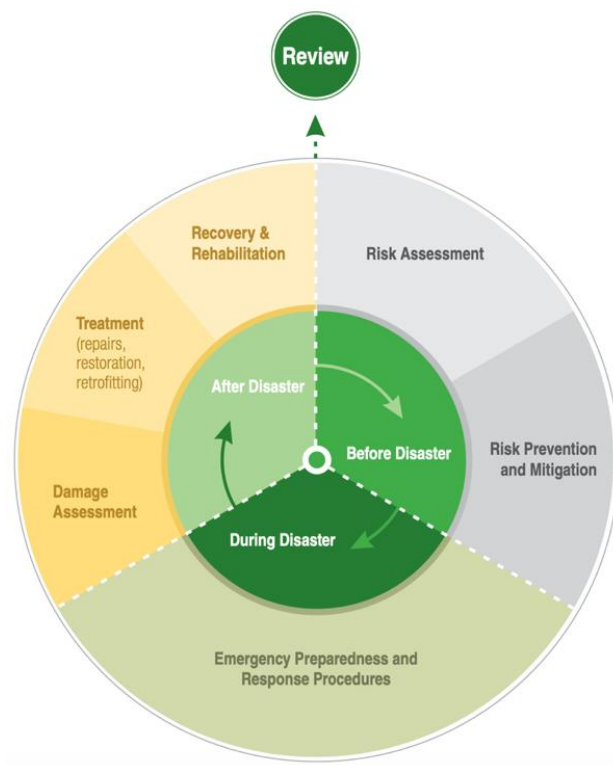 Review
Recovery &
Rehabilitation
Risk Assessment
Treatment
(repairs,
restoration,
retrofitting)
After Disaster
Before Disaster
Risk Prevention
and Mitigation
Damage
Assessment
During Disaster
Emergency Preparedness and
Response Procedures